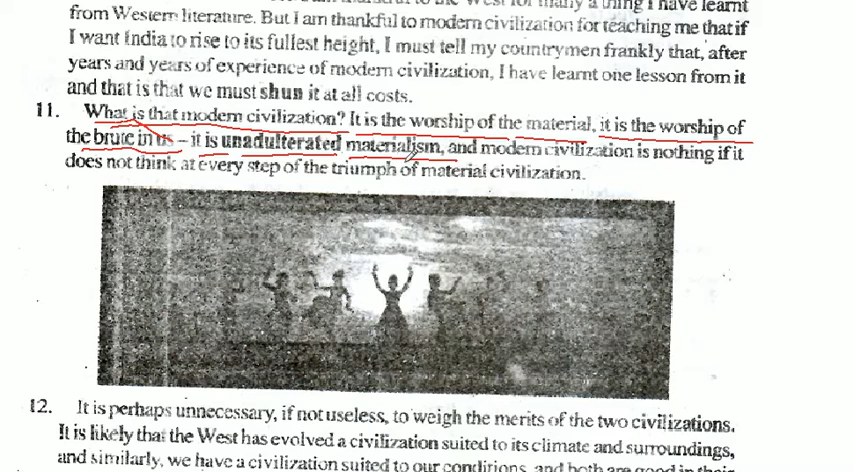 a thing I have learnt
from Western literature. But I am thankful to modern civilization for teaching me that if
I want India to rise to its fullest height, I must tell my countrymen frankly that, after
years and years of experience of modern civilization, I have learnt one lesson from it
and that is that we must shun it at all costs.
11. What is that modern civilization? It is the worship of the material, it is the worship of
the brute in us – it is unadulterated materialism, and modern civilization is nothing if it
does not think at every step of the triumph of material civilization.
12. It is perhaps unnecessary, if not useless, to weigh the merits of the two civilizations.
It is likely that the West has evolved a civilization suited to its climate and surroundings,
and similarly, we have a civilization suited to our conditions, and both are good in their